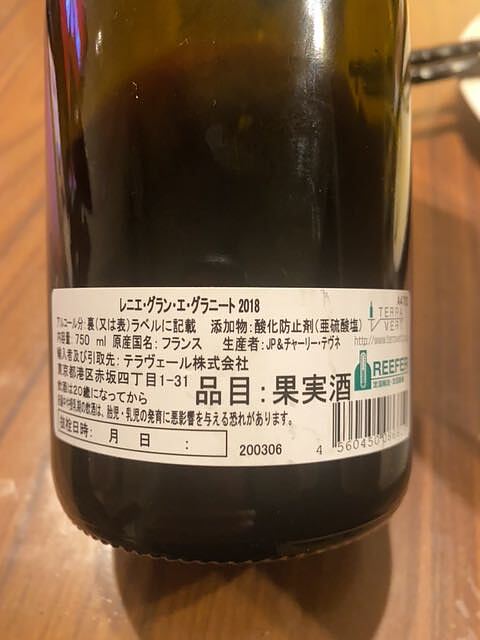 レニエ・グラン・エ・グラニート 2018
アルコール分：裏（又は表）ラベルに記載　添加物：酸化防止剤（亜硫酸塩）
内容量：750 ml 原産国名：フランス　生産者：JP&チャーリー・テヴネ
輸入者及び引取先：テラヴェール株式会社
東京都港区赤坂四丁目1-31
品目：果実酒
飲酒は20歳になってから
妊娠中や授乳期の飲酒は、胎児・乳児の発育に悪影響を与える恐れがあります。
抜栓日時：　月　日　：
200306
TERRA
VERT
REEFER